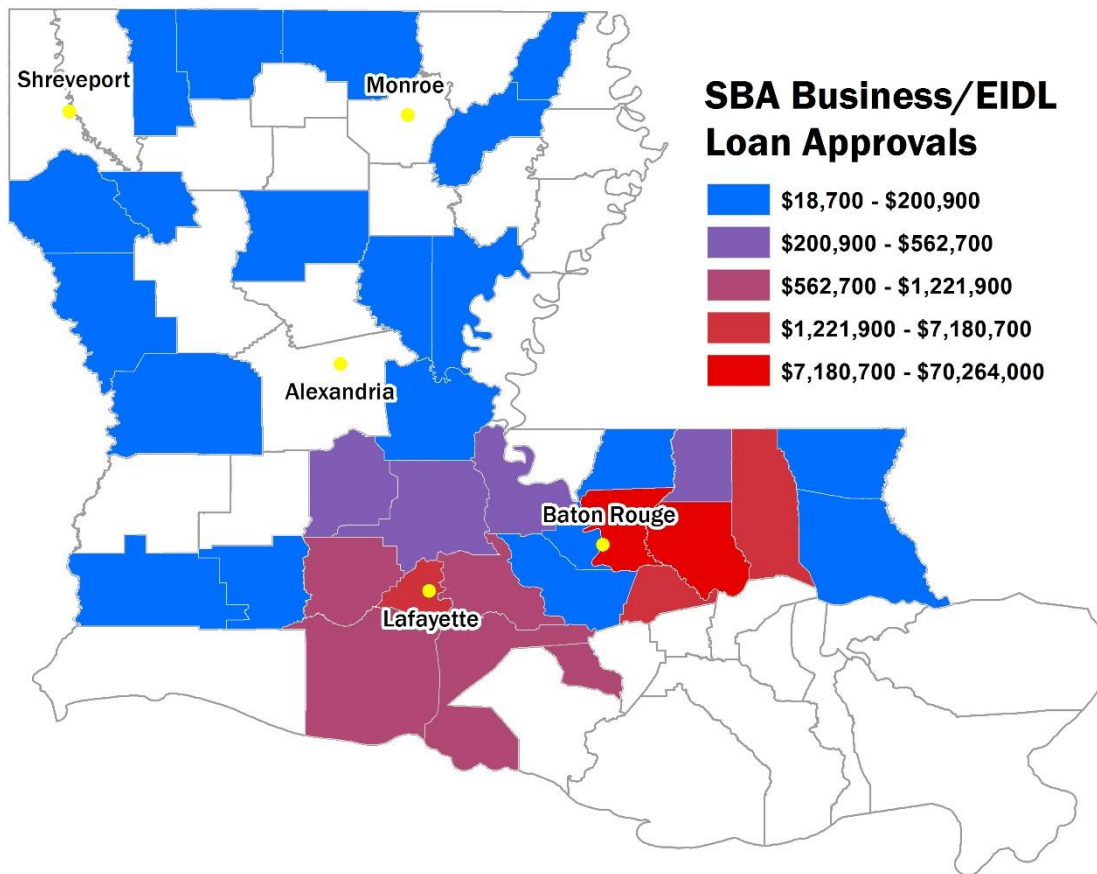 Shreveport
Monroe
SBA Business/EIDL
Loan Approvals
$18,700 - $200,900
$200,900 - $562,700
$562,700 - $1,221,900
$1,221,900 - $7,180,700
$7,180,700 - $70,264,000
Alexandria
Baton Rouge
Lafayette